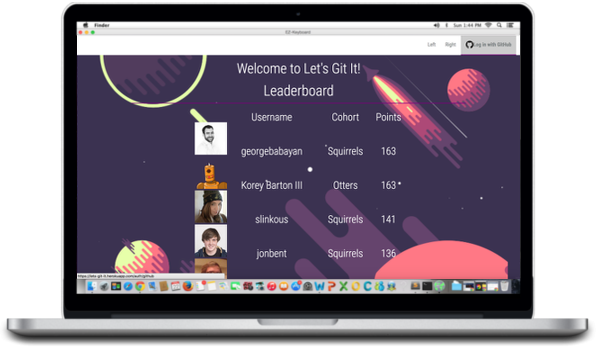 Finder
Sun 1:44 PM
EZ-Keyboard
Left Right Log In with GitHub
Welcome to Let's Git It!
Leaderboard
Username Cohort Points
georgebabayan Squirrels 163
Korey Barton III Otters 163
slinkous Squirrels 141
jonbent Squirrels 136
https://lets-git-it.herokuapp.com/auth/github